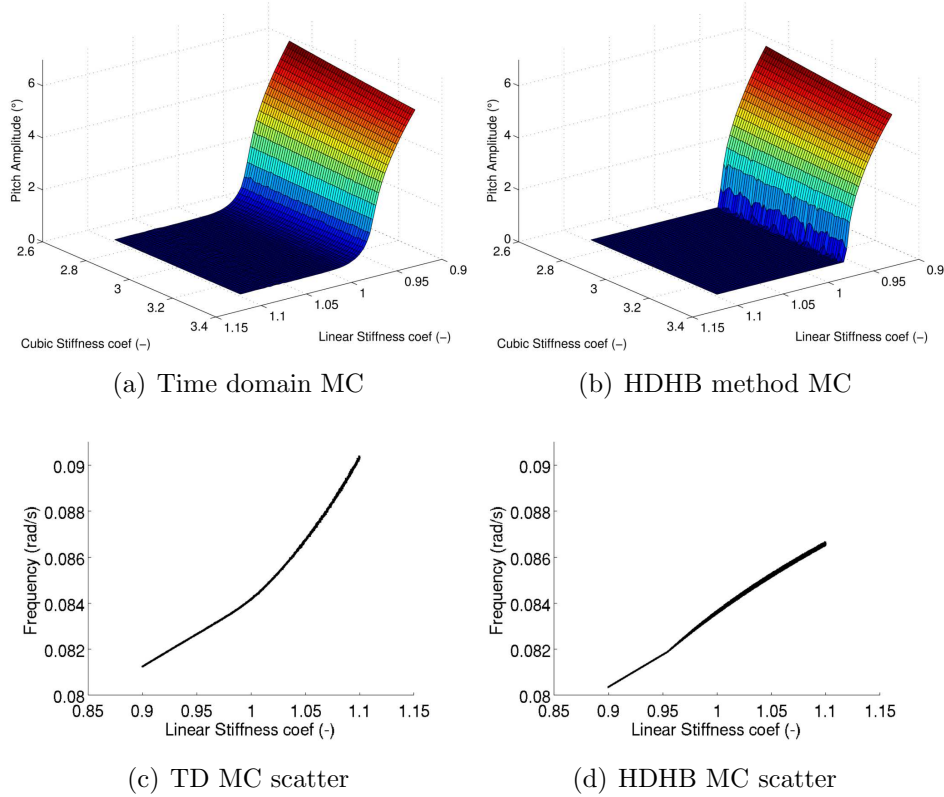 Pitch Amplitude (°)
6
4
2
0
2.6
2.8
3
3.2
3.4
Cubic Stiffness coef (−)
1.15
1.1
1.05
1
0.95
0.9
Linear Stiffness coef (−)
(a) Time domain MC
Pitch Amplitude (°)
6
4
2
0
2.6
2.8
3
3.2
3.4
Cubic Stiffness coef (−)
1.15
1.1
1.05
1
0.95
0.9
Linear Stiffness coef (−)
(b) HDHB method MC
Frequency (rad/s)
0.09
0.088
0.086
0.084
0.082
0.08
0.85 0.9 0.95 1 1.05 1.1 1.15
Linear Stiffness coef (-)
(c) TD MC scatter
Frequency (rad/s)
0.09
0.088
0.086
0.084
0.082
0.08
0.85 0.9 0.95 1 1.05 1.1 1.15
Linear Stiffness coef (-)
(d) HDHB MC scatter